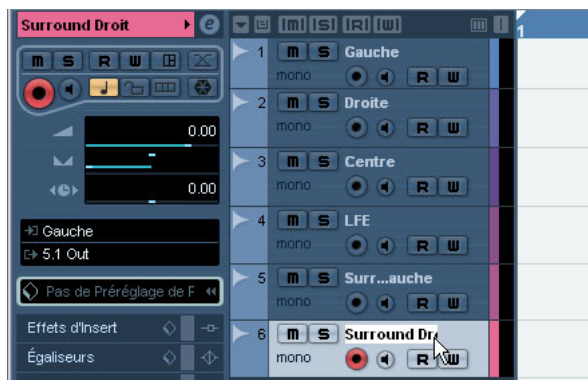 Surround Droit
e
m S R W
0.00
0.00
Gauche
5.1 Out
Pas de Préréglage de F
Effets d'Insert
Égaliseurs
m S R W
1
1 m S Gauche
mono R W
2 m S Droite
mono R W
3 m S Centre
mono R W
4 m S LFE
mono R W
5 m S Surr...auche
mono R W
6 m S Surround Dr
mono R W